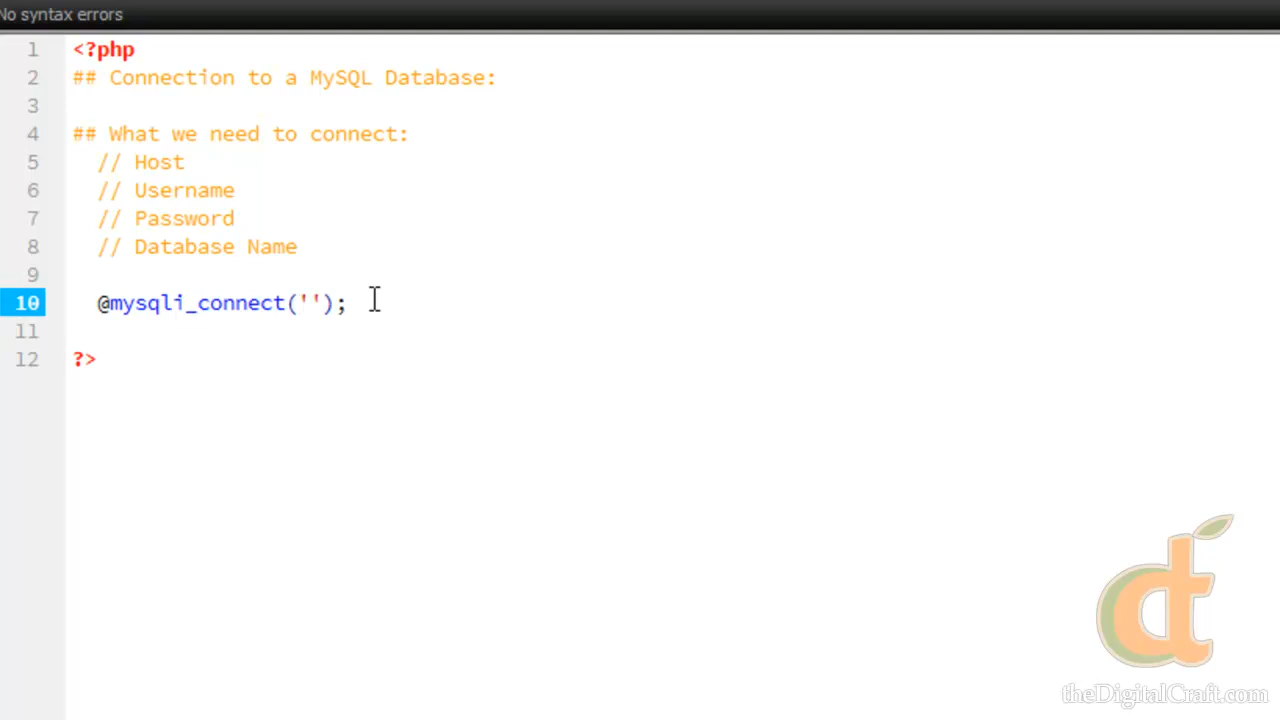 No syntax errors
1 <?php
2 ## Connection to a MySQL Database:
3
4 ## What we need to connect:
5 // Host
6 // Username
7 // Password
8 // Database Name
9
10 @mysqli_connect('');
11
12 ?>
dt
theDigitalCraft.com